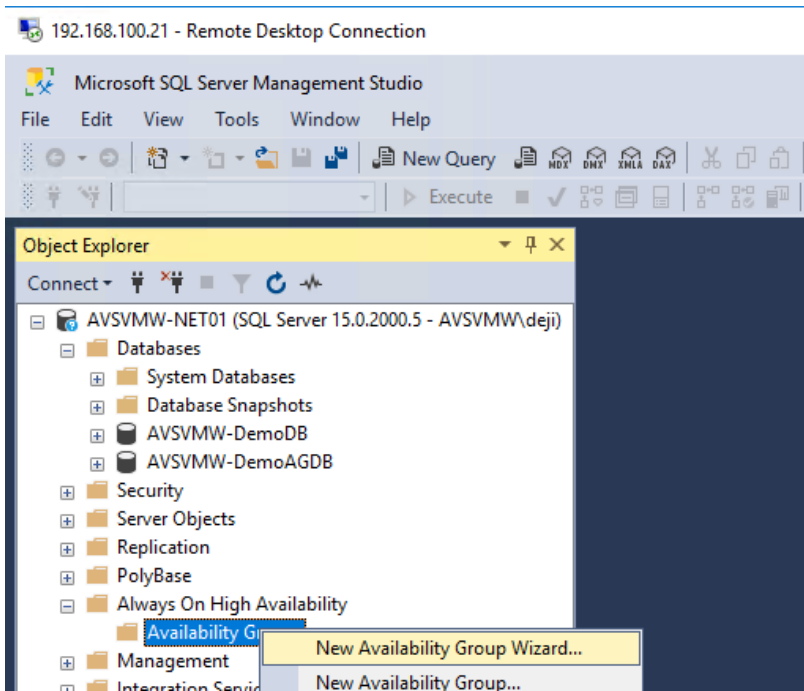 192.168.100.21 - Remote Desktop Connection
Microsoft SQL Server Management Studio
File Edit View Tools Window Help
New Query MDX DMX XMLA DAX
Execute
Object Explorer
Connect
AVSVMW-NET01 (SQL Server 15.0.2000.5 - AVSVMW\deji)
Databases
System Databases
Database Snapshots
AVSVMW-DemoDB
AVSVMW-DemoAGDB
Security
Server Objects
Replication
PolyBase
Always On High Availability
Availability
New Availability Group Wizard...
Management
New Availability Group...
Integration